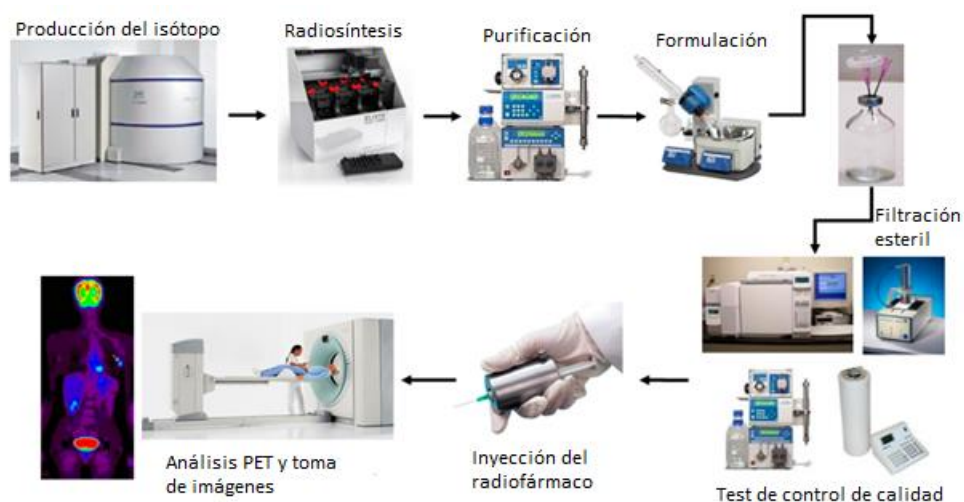 Producción del isótopo
Radiosíntesis
Purificación
Formulación
Filtración
esteril
Análisis PET y toma
de imágenes
Inyección del
radiofármaco
Test de control de calidad